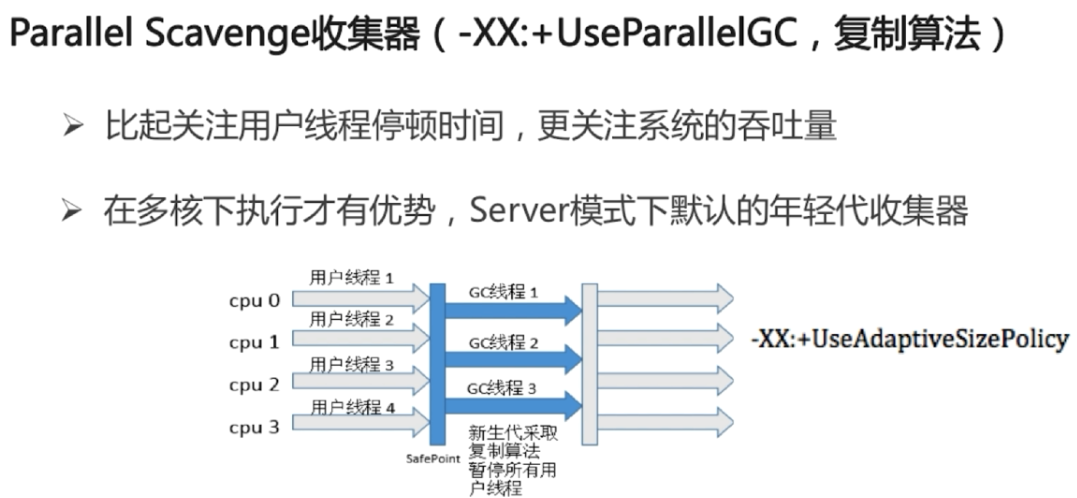 Parallel Scavenge收集器（-XX:+UseParallelGC，复制算法）
比起关注用户线程停顿时间，更关注系统的吞吐量
在多核下执行才有优势，Server模式下默认的年轻代收集器
用户线程 1
GC线程 1
cpu 0
用户线程 2
cpu 1
GC线程 2
-XX:+UseAdaptiveSizePolicy
用户线程 3
cpu 2
GC线程 3
用户线程 4
cpu 3
新生代采取
复制算法
暂停所有用
户线程
SafePoint